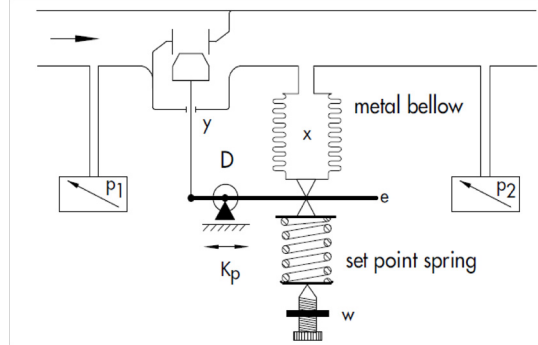 metal bellow
y
x
D
p1
p2
e
Kp
set point spring
w